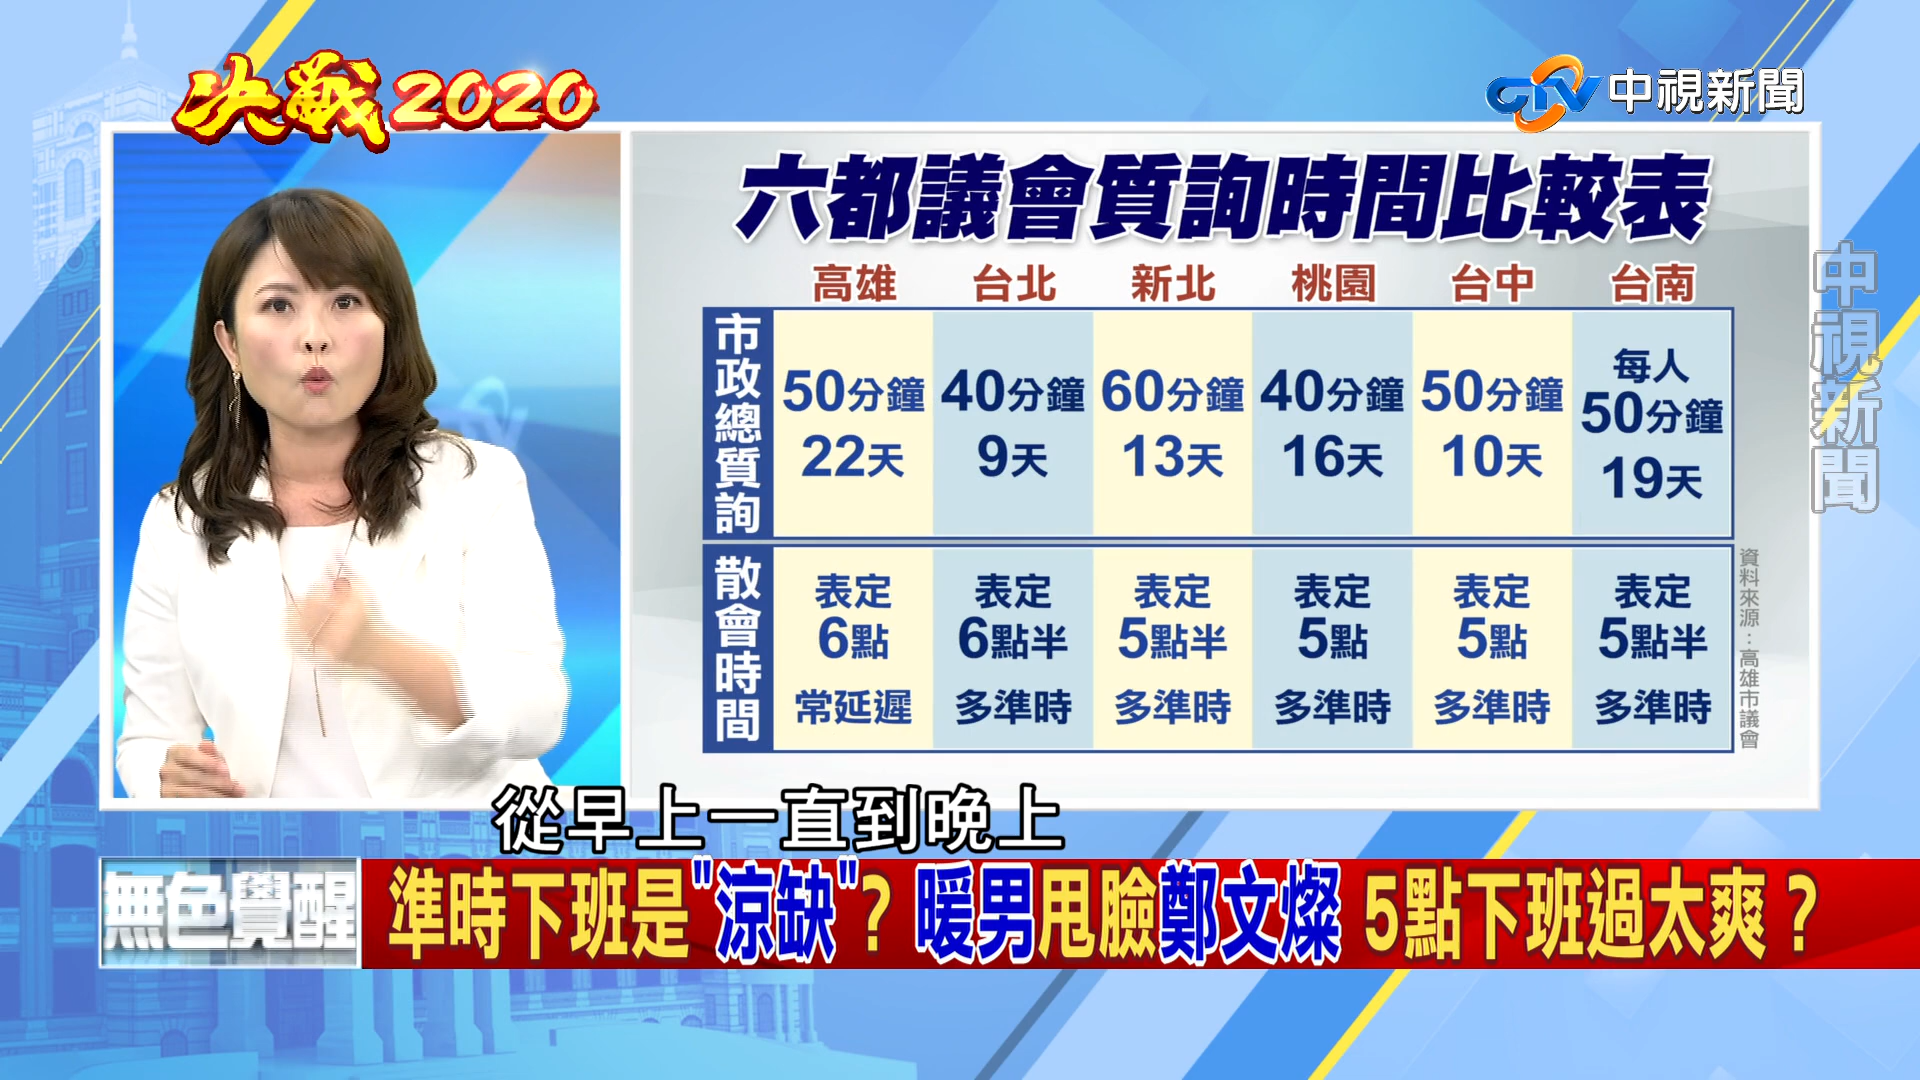 決戰2020
CTV中視新聞
六都議會質詢時間比較表
高雄 台北 新北 桃園 台中 台南
市政總質詢
50分鐘 22天
40分鐘 9天
60分鐘 13天
40分鐘 16天
50分鐘 10天
每人 50分鐘 19天
散會時間
表定 6點 常延遲
表定 6點半 多準時
表定 5點半 多準時
表定 5點 多準時
表定 5點 多準時
表定 5點半 多準時
資料來源:高雄市議會
中視新聞
從早上一直到晚上
無色覺醒
準時下班是"涼缺"? 暖男甩臉鄭文燦 5點下班過太爽?